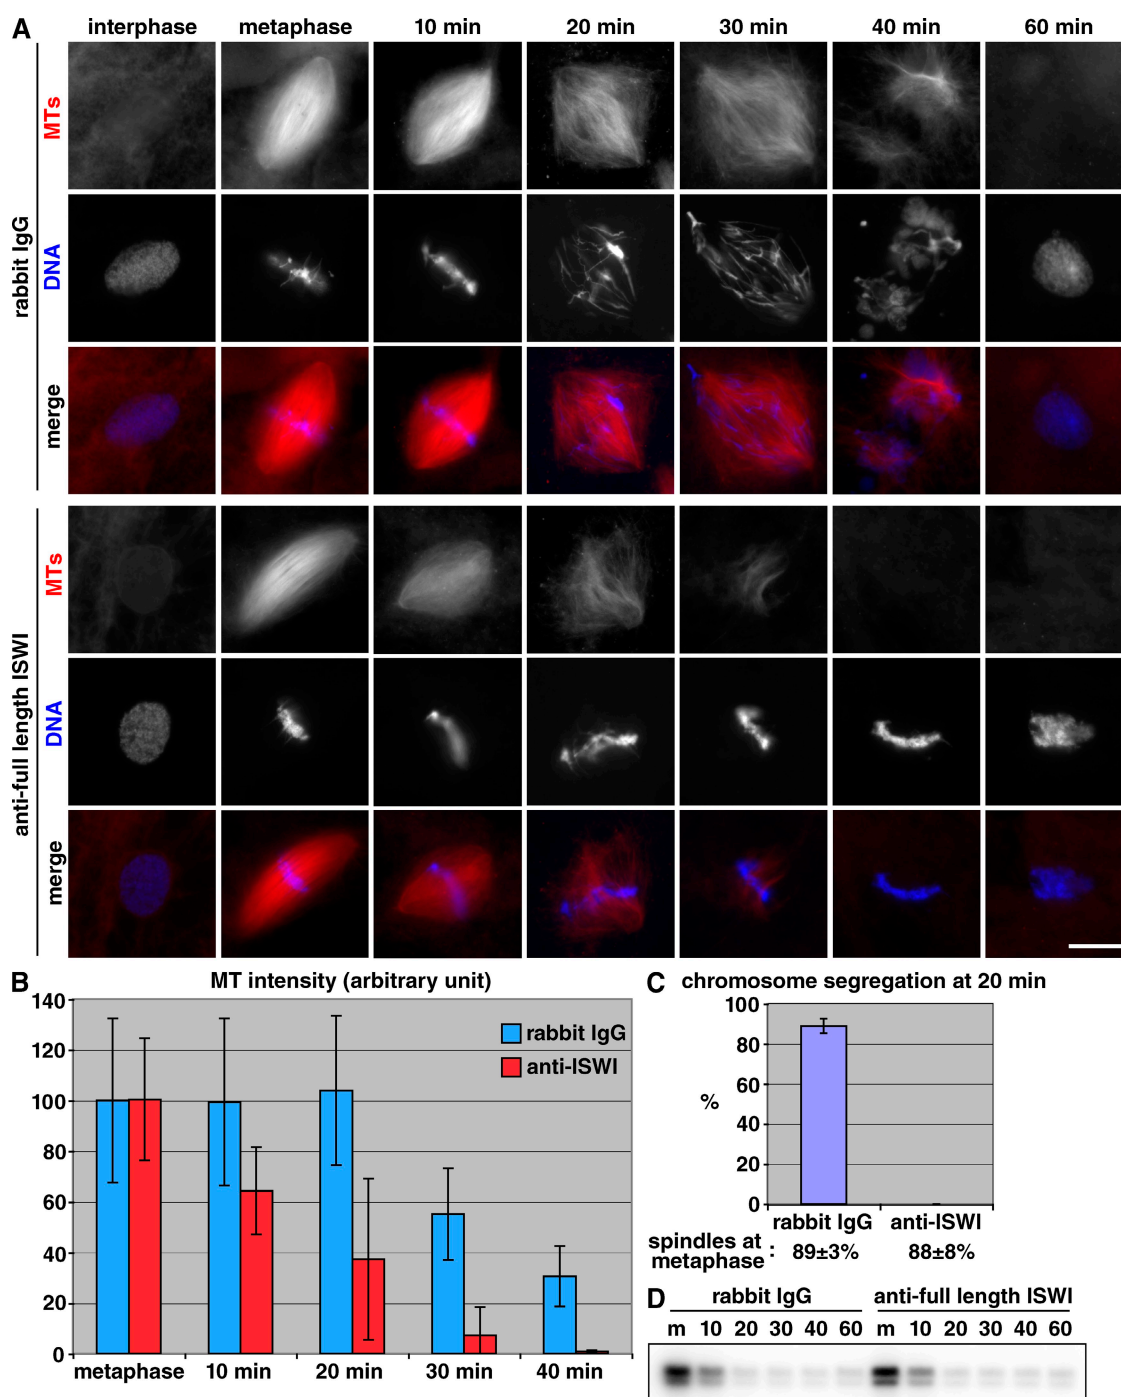 A
interphase metaphase 10 min 20 min 30 min 40 min 60 min
rabbit IgG
MTs
DNA
merge
anti-full length ISWI
MTs
DNA
merge
B MT intensity (arbitrary unit)
140
120
100
80
60
40
20
0
rabbit IgG
anti-ISWI
metaphase 10 min 20 min 30 min 40 min
C chromosome segregation at 20 min
100
80
60
40
20
0
%
rabbit IgG anti-ISWI
spindles at
metaphase : 89±3% 88±8%
D rabbit IgG anti-full length ISWI
m 10 20 30 40 60 m 10 20 30 40 60